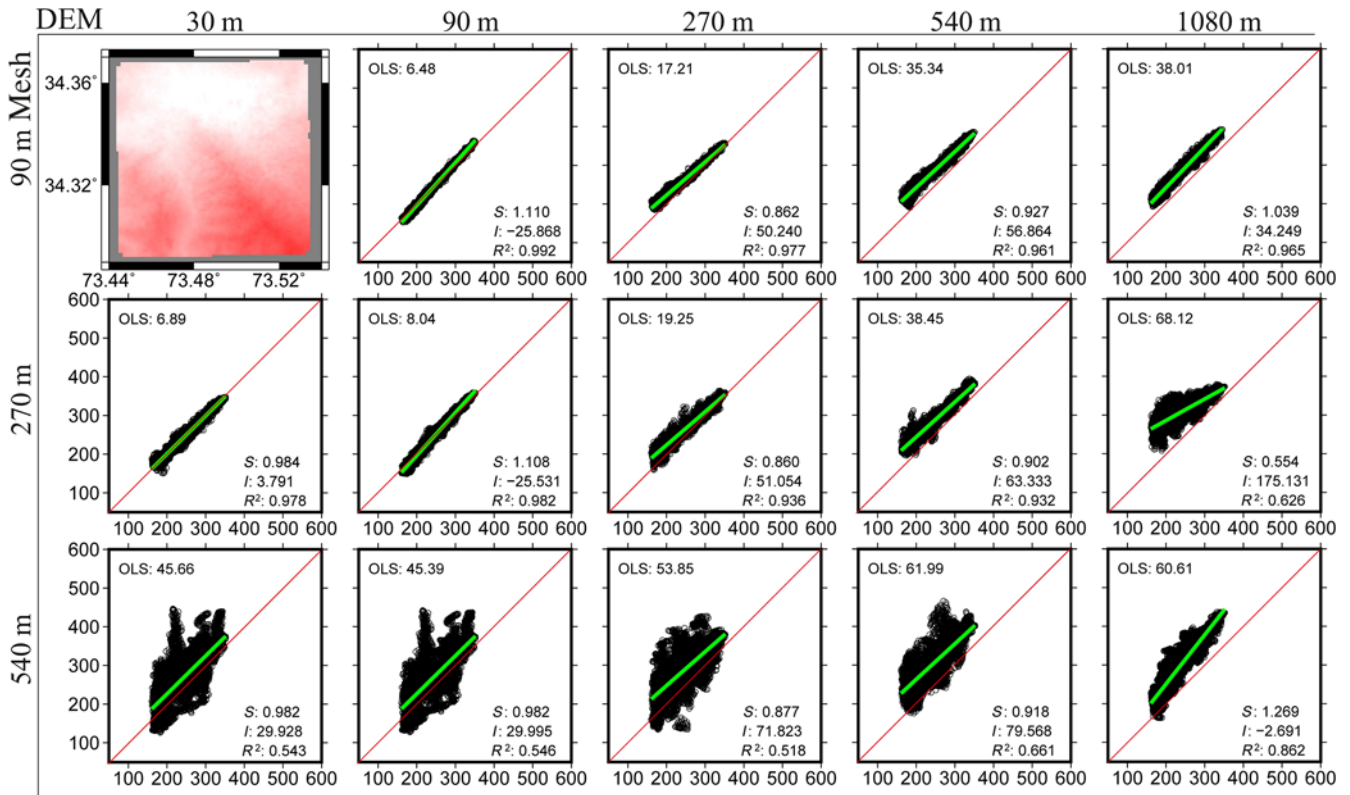 DEM 30 m 90 m 270 m 540 m 1080 m
90 m Mesh
34.36°
34.32°
73.44° 73.48° 73.52°
OLS: 6.48
S: 1.110
I: −25.868
R²: 0.992
100 200 300 400 500 600
OLS: 17.21
S: 0.862
I: 50.240
R²: 0.977
100 200 300 400 500 600
OLS: 35.34
S: 0.927
I: 56.864
R²: 0.961
100 200 300 400 500 600
OLS: 38.01
S: 1.039
I: 34.249
R²: 0.965
100 200 300 400 500 600
270 m
600
500
400
300
200
100
OLS: 6.89
S: 0.984
I: 3.791
R²: 0.978
100 200 300 400 500 600
OLS: 8.04
S: 1.108
I: −25.531
R²: 0.982
100 200 300 400 500 600
OLS: 19.25
S: 0.860
I: 51.054
R²: 0.936
100 200 300 400 500 600
OLS: 38.45
S: 0.902
I: 63.333
R²: 0.932
100 200 300 400 500 600
OLS: 68.12
S: 0.554
I: 175.131
R²: 0.626
100 200 300 400 500 600
540 m
600
500
400
300
200
100
OLS: 45.66
S: 0.982
I: 29.928
R²: 0.543
100 200 300 400 500 600
OLS: 45.39
S: 0.982
I: 29.995
R²: 0.546
100 200 300 400 500 600
OLS: 53.85
S: 0.877
I: 71.823
R²: 0.518
100 200 300 400 500 600
OLS: 61.99
S: 0.918
I: 79.568
R²: 0.661
100 200 300 400 500 600
OLS: 60.61
S: 1.269
I: −2.691
R²: 0.862
100 200 300 400 500 600